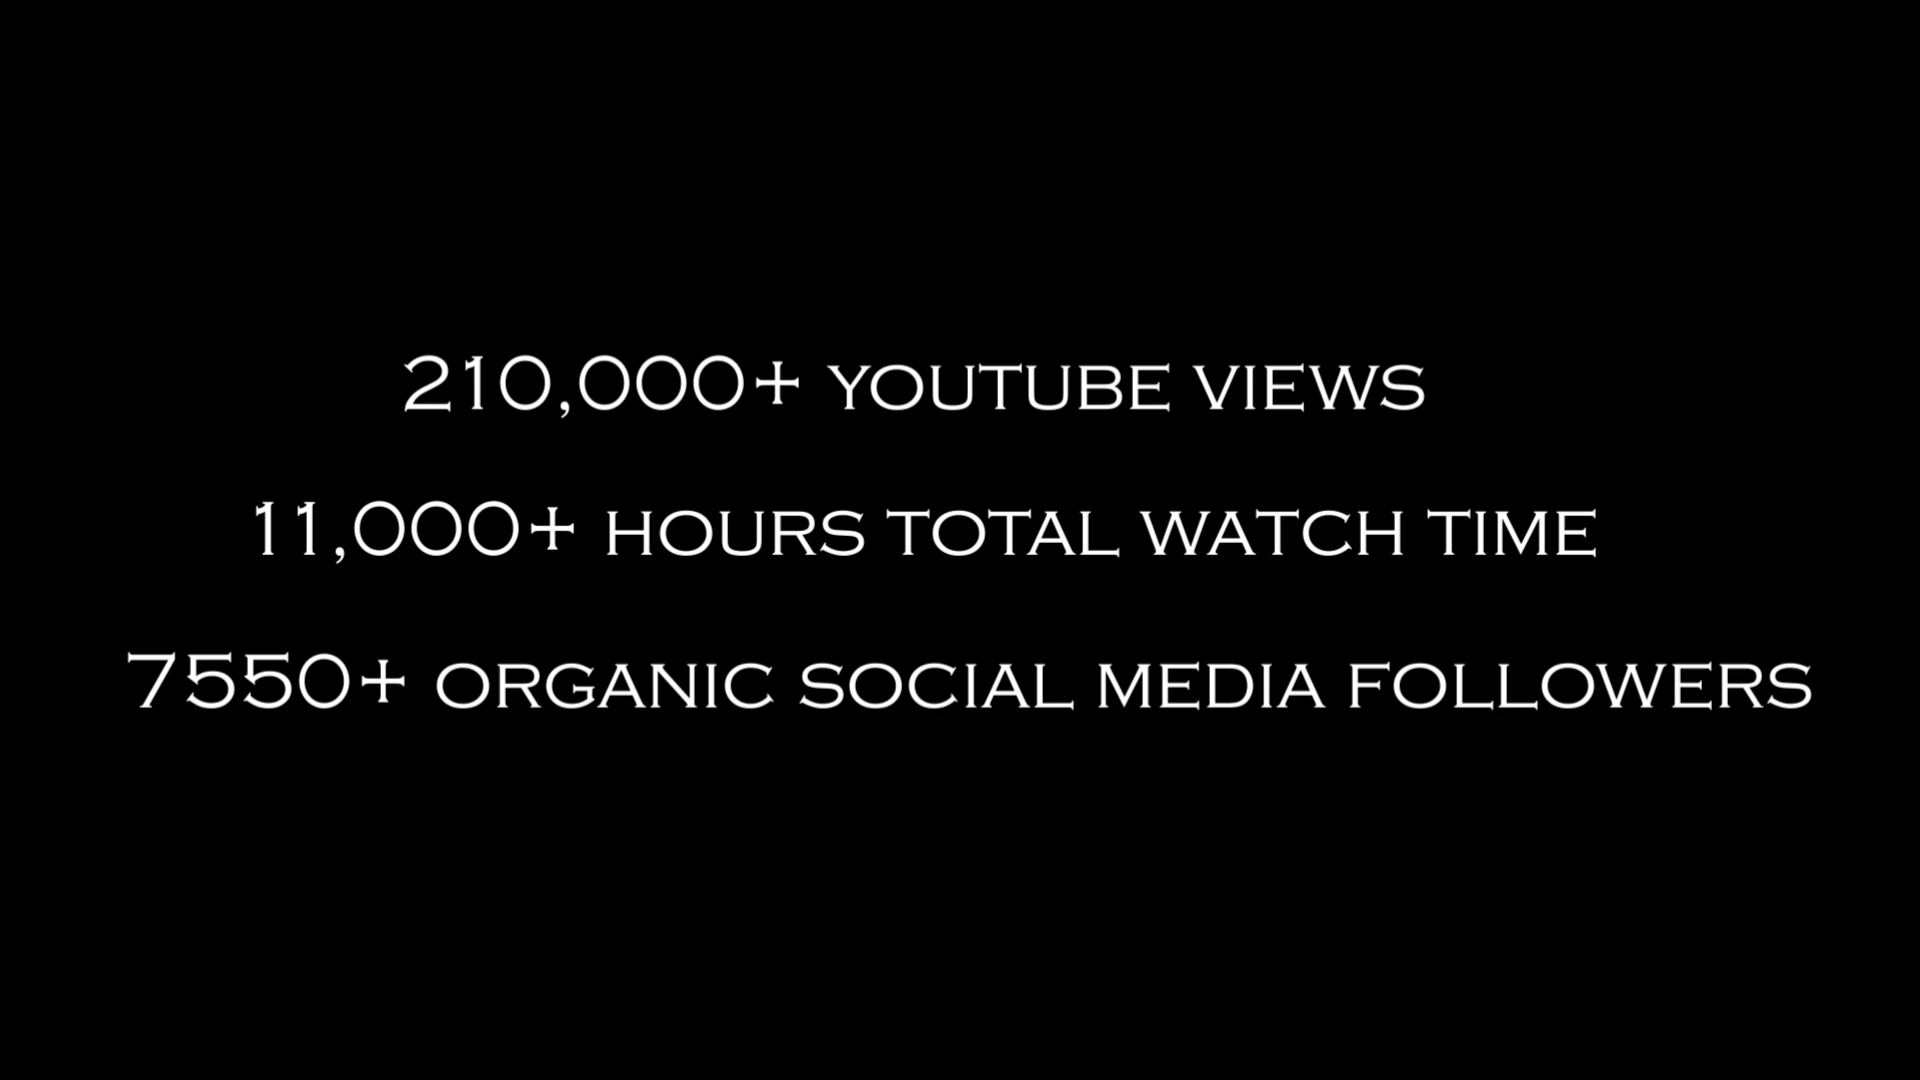 210,000+ YOUTUBE VIEWS
11,000+ HOURS TOTAL WATCH TIME
7550+ ORGANIC SOCIAL MEDIA FOLLOWERS